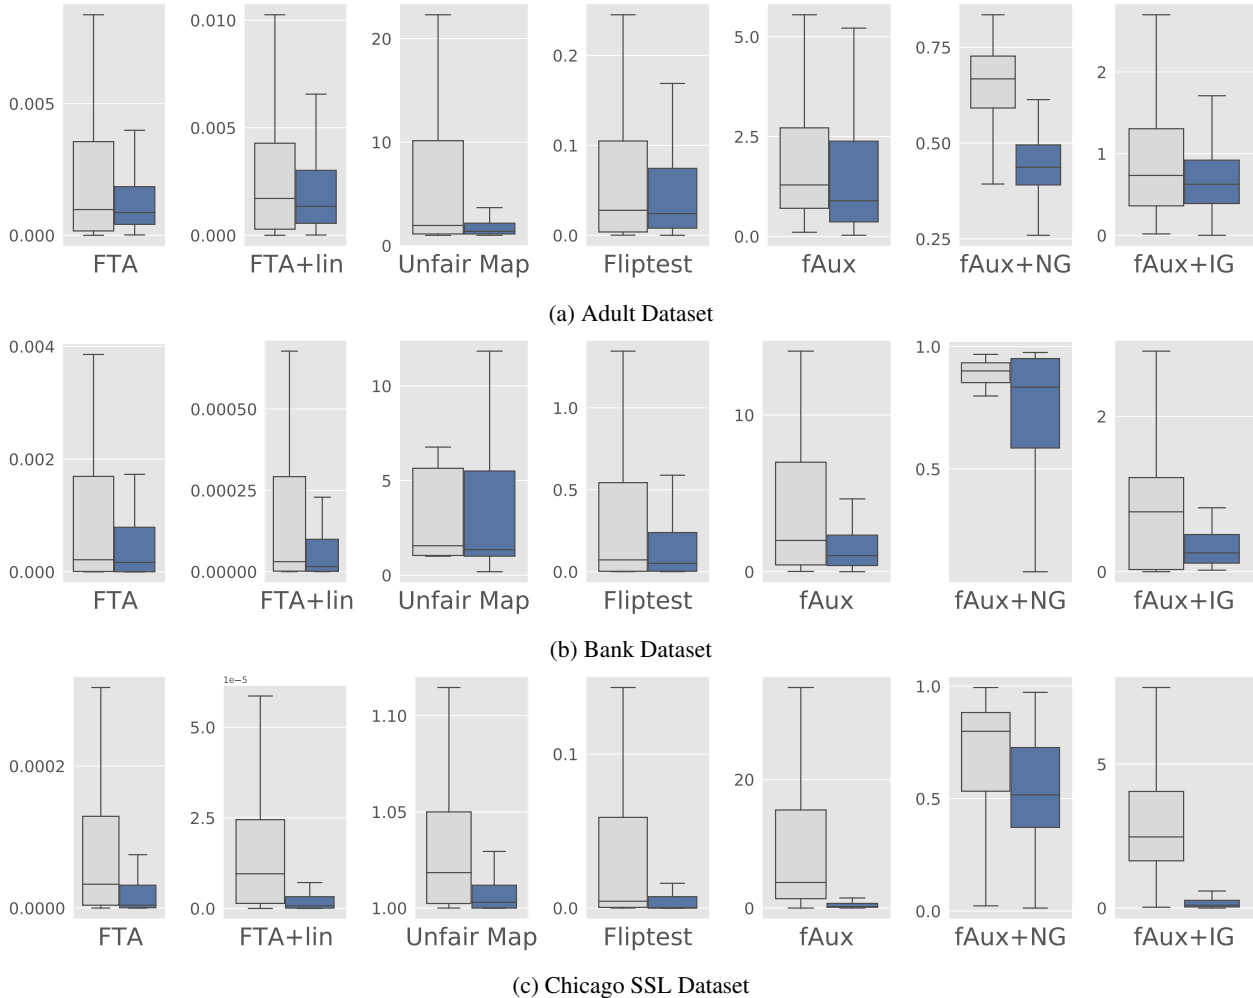 0.005
0.000
FTA
0.010
0.005
0.000
FTA+lin
20
10
0
Unfair Map
0.2
0.1
0.0
Fliptest
5.0
2.5
0.0
fAux
0.75
0.50
0.25
fAux+NG
2
1
0
fAux+IG
(a) Adult Dataset
0.004
0.002
0.000
FTA
0.00050
0.00025
0.00000
FTA+lin
10
5
0
Unfair Map
1.0
0.5
0.0
Fliptest
10
0
fAux
1.0
0.5
fAux+NG
2
0
fAux+IG
(b) Bank Dataset
0.0002
0.0000
FTA
1e−5
5.0
2.5
0.0
FTA+lin
1.10
1.05
1.00
Unfair Map
0.1
0.0
Fliptest
20
0
fAux
1.0
0.5
0.0
fAux+NG
5
0
fAux+IG
(c) Chicago SSL Dataset